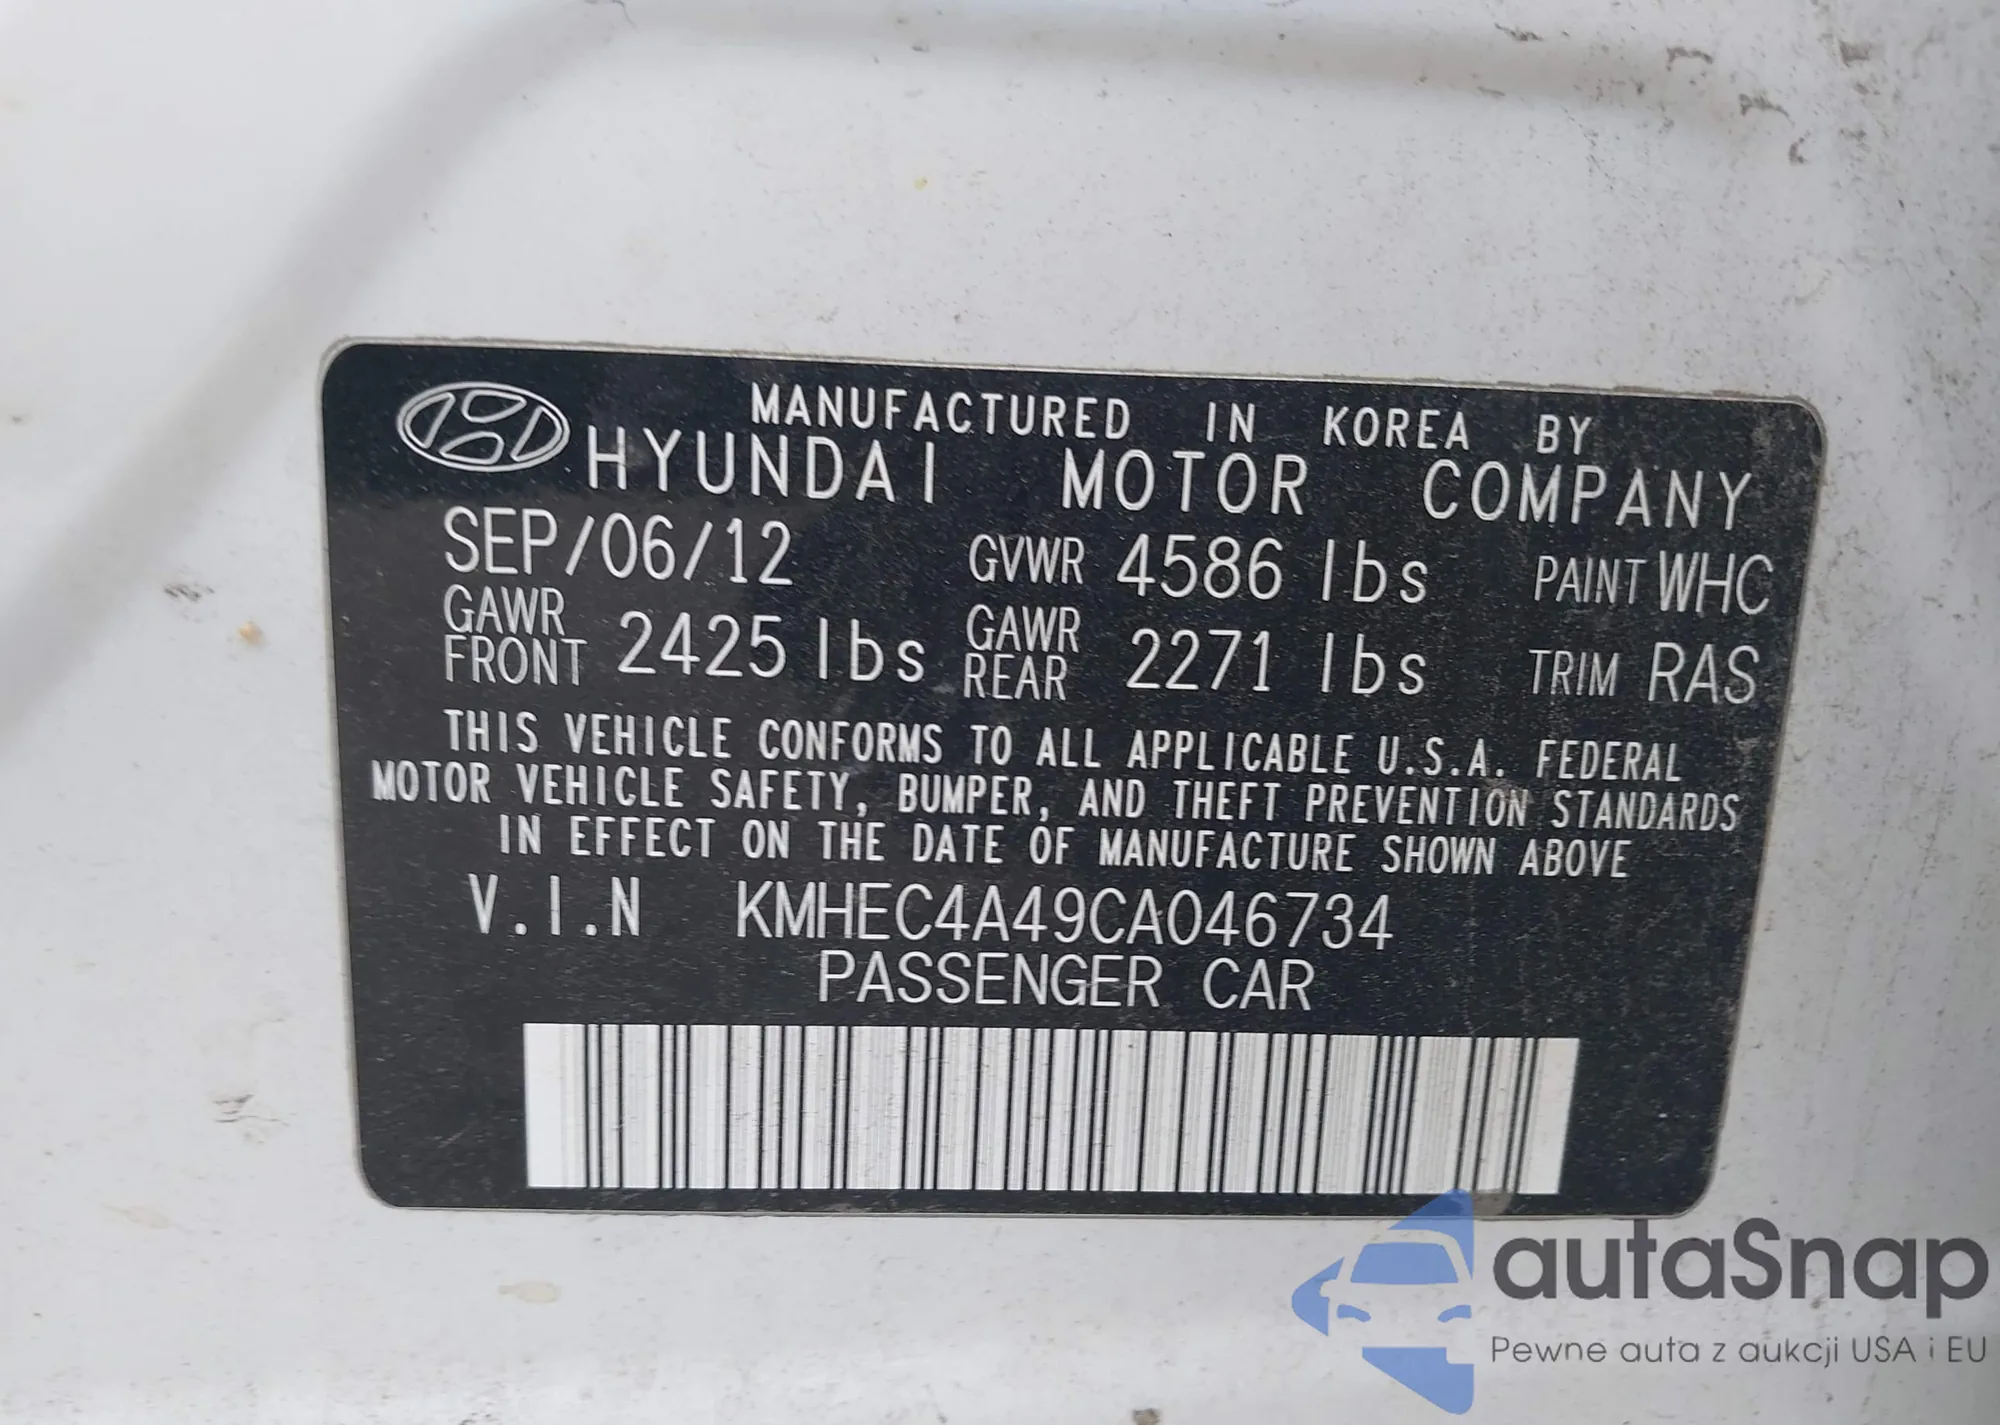 MANUFACTURED IN KOREA BY
HYUNDAI MOTOR COMPANY
SEP/06/12 GVWR 4586 lbs PAINT WHC
GAWR FRONT 2425 lbs GAWR REAR 2271 lbs TRIM RAS
THIS VEHICLE CONFORMS TO ALL APPLICABLE U.S.A. FEDERAL
MOTOR VEHICLE SAFETY, BUMPER, AND THEFT PREVENTION STANDARDS
IN EFFECT ON THE DATE OF MANUFACTURE SHOWN ABOVE
V.I.N KMHEC4A49CA046734
PASSENGER CAR
autaSnap
Pewne auta z aukcji USA i EU